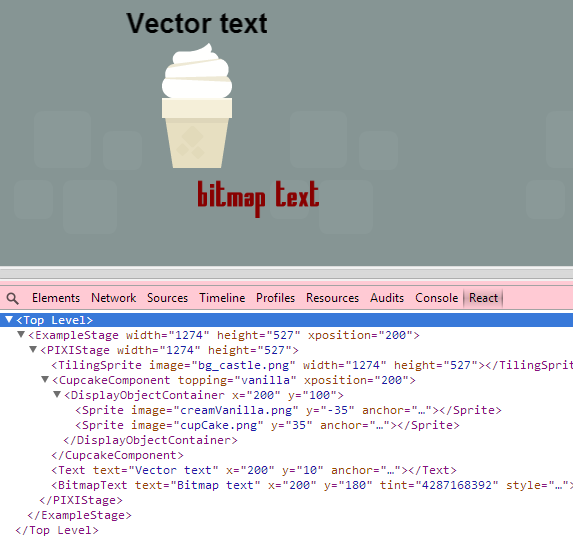 Vector text
bitmap text
Elements Network Sources Timeline Profiles Resources Audits Console React
<Top Level>
<ExampleStage width="1274" height="527" xposition="200">
<PIXIStage width="1274" height="527">
<TilingSprite image="bg_castle.png" width="1274" height="527"></TilingSpr
<CupcakeComponent topping="vanilla" xposition="200">
<DisplayObjectContainer x="200" y="100">
<Sprite image="creamVanilla.png" y="-35" anchor="…"></Sprite>
<Sprite image="cupCake.png" y="35" anchor="…"></Sprite>
</DisplayObjectContainer>
</CupcakeComponent>
<Text text="Vector text" x="200" y="10" anchor="…"></Text>
<BitmapText text="Bitmap text" x="200" y="180" tint="4287168392" style="…">
</PIXIStage>
</ExampleStage>
</Top Level>